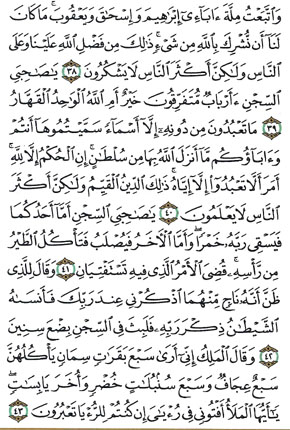 وَٱتَّبَعْتُ مِلَّةَ ءَابَآءِىٓ إِبْرَٰهِيمَ وَإِسْحَٰقَ وَيَعْقُوبَ ۚ مَا كَانَ
لَنَآ أَن نُّشْرِكَ بِٱللَّهِ مِن شَىْءٍ ۚ ذَٰلِكَ مِن فَضْلِ ٱللَّهِ عَلَيْنَا وَعَلَى
ٱلنَّاسِ وَلَٰكِنَّ أَكْثَرَ ٱلنَّاسِ لَا يَشْكُرُونَ ٣٨ يَٰصَىٰحِبَىِ
ٱلسِّجْنِ ءَأَرْبَابٌ مُّتَفَرِّقُونَ خَيْرٌ أَمِ ٱللَّهُ ٱلْوَٰحِدُ ٱلْقَهَّارُ
٣٩ مَا تَعْبُدُونَ مِن دُونِهِۦٓ إِلَّآ أَسْمَآءً سَمَّيْتُمُوهَآ أَنتُمْ
وَءَابَآؤُكُم مَّآ أَنزَلَ ٱللَّهُ بِهَا مِن سُلْطَٰنٍ ۚ إِنِ ٱلْحُكْمُ إِلَّا لِلَّهِ ۚ
أَمَرَ أَلَّا تَعْبُدُوٓا۟ إِلَّآ إِيَّاهُ ۚ ذَٰلِكَ ٱلدِّينُ ٱلْقَيِّمُ وَلَٰكِنَّ أَكْثَرَ
ٱلنَّاسِ لَا يَعْلَمُونَ ٤٠ يَٰصَىٰحِبَىِ ٱلسِّجْنِ أَمَّآ أَحَدُكُمَا
فَيَسْقِى رَبَّهُۥ خَمْرًا ۖ وَأَمَّا ٱلْءَاخَرُ فَيُصْلَبُ فَتَأْكُلُ ٱلطَّيْرُ
مِن رَّأْسِهِۦ ۚ قُضِىَ ٱلْأَمْرُ ٱلَّذِى فِيهِ تَسْتَفْتِيَانِ ٤١ وَقَالَ لِلَّذِى
ظَنَّ أَنَّهُۥ نَاجٍ مِّنْهُمَا ٱذْكُرْنِى عِندَ رَبِّكَ فَأَنسَىٰهُ
ٱلشَّيْطَٰنُ ذِكْرَ رَبِّهِۦ فَلَبِثَ فِى ٱلسِّجْنِ بِضْعَ سِنِينَ
٤٢ وَقَالَ ٱلْمَلِكُ إِنِّىٓ أَرَىٰ سَبْعَ بَقَرَٰتٍ سِمَانٍ يَأْكُلُهُنَّ
سَبْعٌ عِجَافٌ وَسَبْعَ سُنۢبُلَٰتٍ خُضْرٍ وَأُخَرَ يَابِسَٰتٍ ۖ
يَٰٓأَيُّهَا ٱلْمَلَأُ أَفْتُونِى فِى رُءْيَٰىَ إِن كُنتُمْ لِلرُّءْيَا تَعْبُرُونَ ٤٣